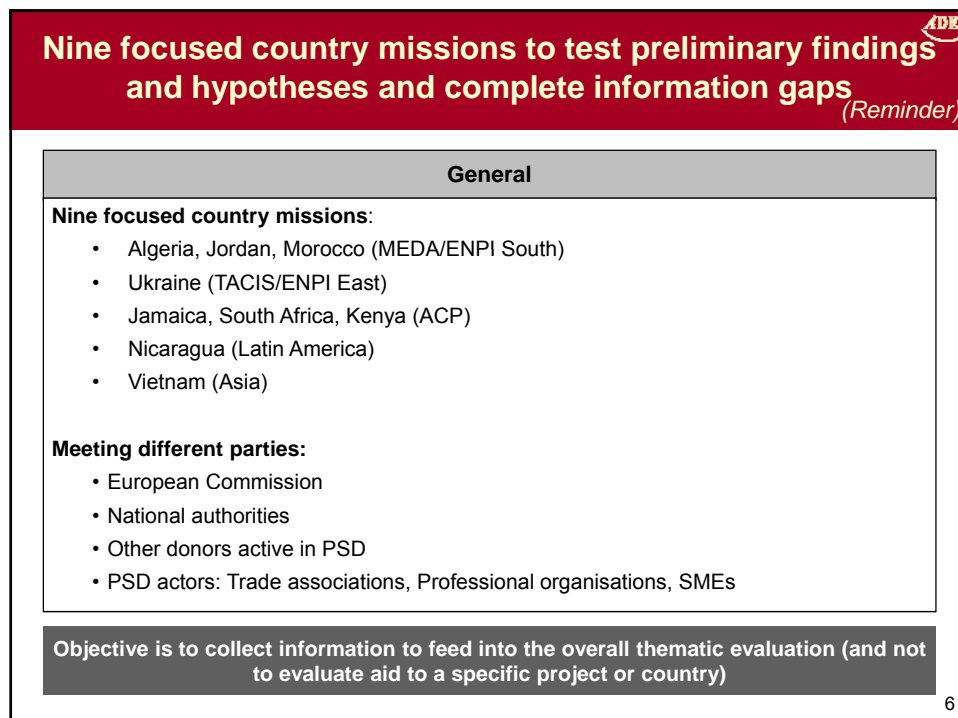 ADE
Nine focused country missions to test preliminary findings
and hypotheses and complete information gaps
(Reminder)
General
Nine focused country missions:
• Algeria, Jordan, Morocco (MEDA/ENPI South)
• Ukraine (TACIS/ENPI East)
• Jamaica, South Africa, Kenya (ACP)
• Nicaragua (Latin America)
• Vietnam (Asia)
Meeting different parties:
• European Commission
• National authorities
• Other donors active in PSD
• PSD actors: Trade associations, Professional organisations, SMEs
Objective is to collect information to feed into the overall thematic evaluation (and not
to evaluate aid to a specific project or country)
6